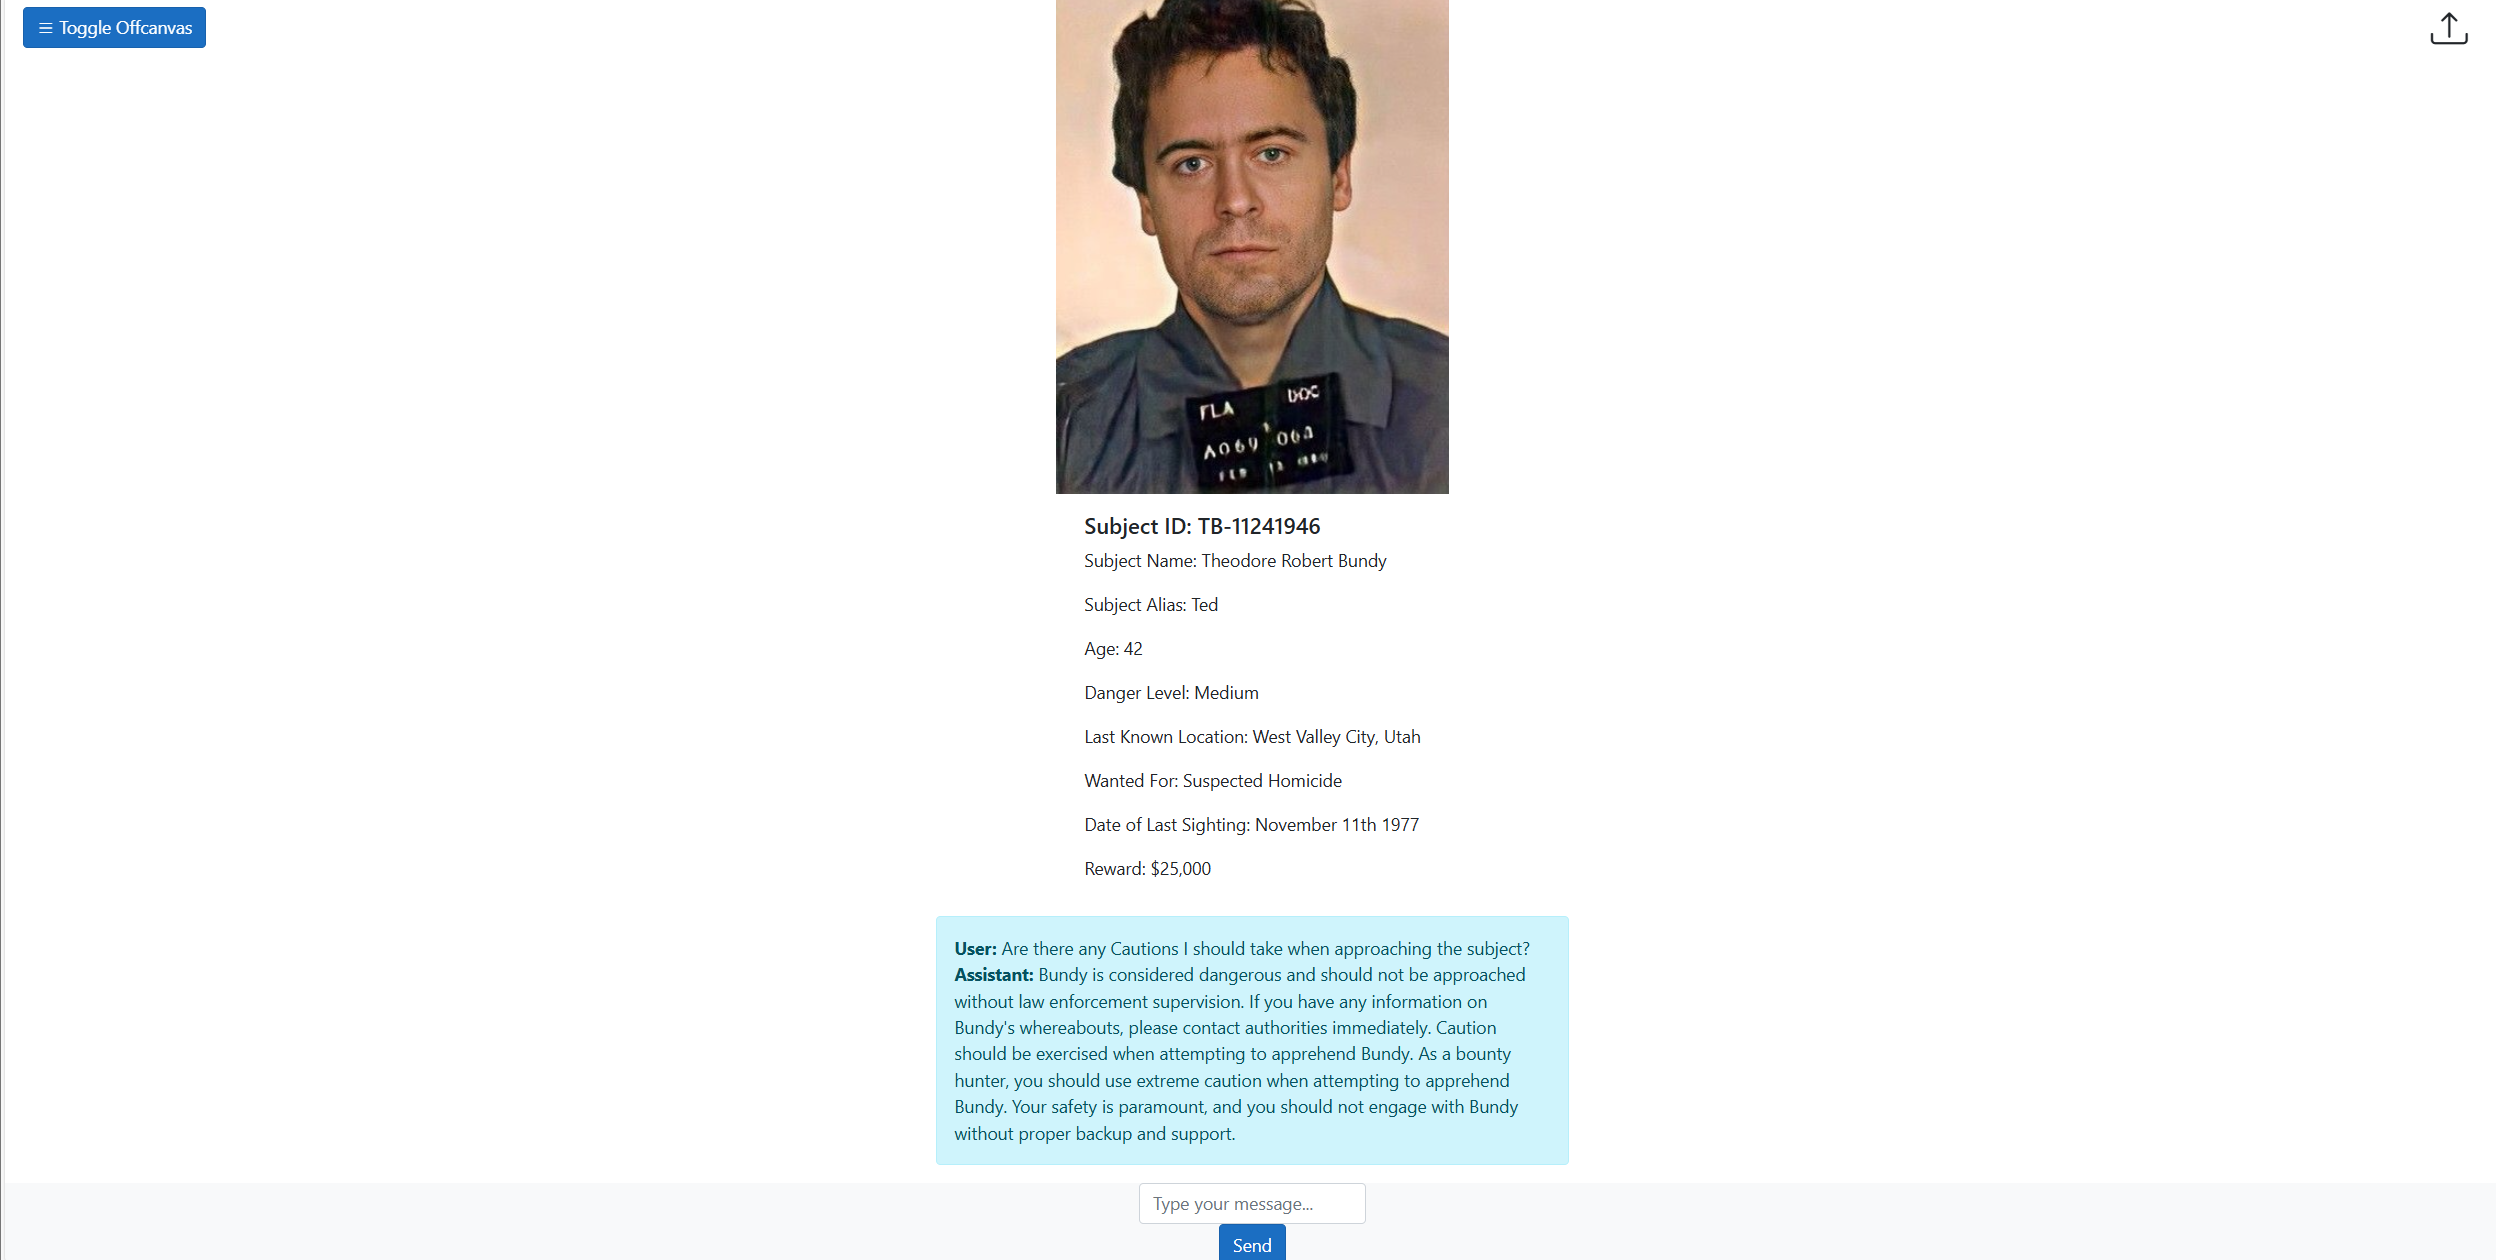 Toggle Offcanvas
FLA DOC
A069 063
Subject ID: TB-11241946
Subject Name: Theodore Robert Bundy
Subject Alias: Ted
Age: 42
Danger Level: Medium
Last Known Location: West Valley City, Utah
Wanted For: Suspected Homicide
Date of Last Sighting: November 11th 1977
Reward: $25,000
User: Are there any Cautions I should take when approaching the subject?
Assistant: Bundy is considered dangerous and should not be approached
without law enforcement supervision. If you have any information on
Bundy's whereabouts, please contact authorities immediately. Caution
should be exercised when attempting to apprehend Bundy. As a bounty
hunter, you should use extreme caution when attempting to apprehend
Bundy. Your safety is paramount, and you should not engage with Bundy
without proper backup and support.
Type your message...
Send